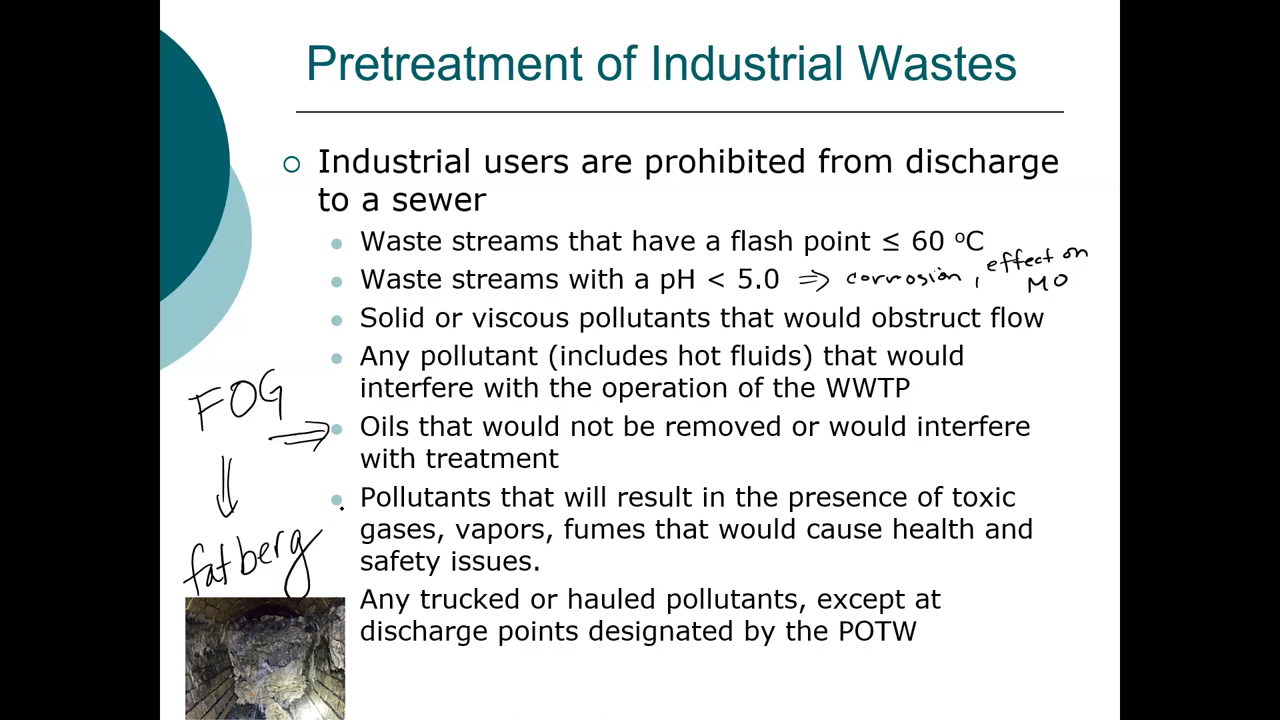 Pretreatment of Industrial Wastes
Industrial users are prohibited from discharge
to a sewer
Waste streams that have a flash point ≤ 60 ºC
Waste streams with a pH < 5.0 ⇒ corrosion, effect on
MO
Solid or viscous pollutants that would obstruct flow
Any pollutant (includes hot fluids) that would
interfere with the operation of the WWTP
FOG ⇒
Oils that would not be removed or would interfere
with treatment
Pollutants that will result in the presence of toxic
gases, vapors, fumes that would cause health and
safety issues.
fatberg
Any trucked or hauled pollutants, except at
discharge points designated by the POTW